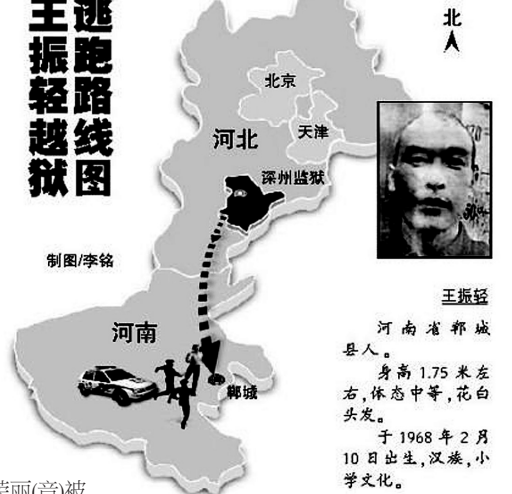 王振轻越狱
逃跑路线图
北
北京
天津
河北
深州监狱
制图/李铭
河南
郸城
王振轻
河南省郸城
县人。
身高1.75米左
右,体态中等,花白
头发。
于1968年2月
10日出生,汉族,小
学文化。
丽(音)被